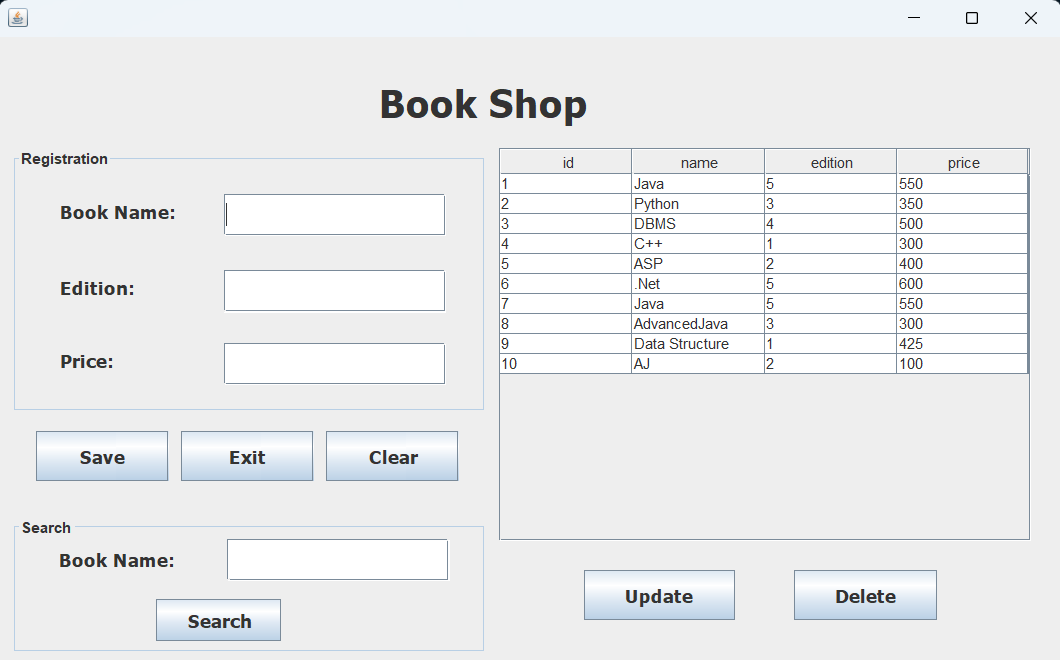 Book Shop
Registration
Book Name:
Edition:
Price:
Save Exit Clear
Search
Book Name:
Search
id name edition price
1 Java 5 550
2 Python 3 350
3 DBMS 4 500
4 C++ 1 300
5 ASP 2 400
6 .Net 5 600
7 Java 5 550
8 AdvancedJava 3 300
9 Data Structure 1 425
10 AJ 2 100
Update Delete